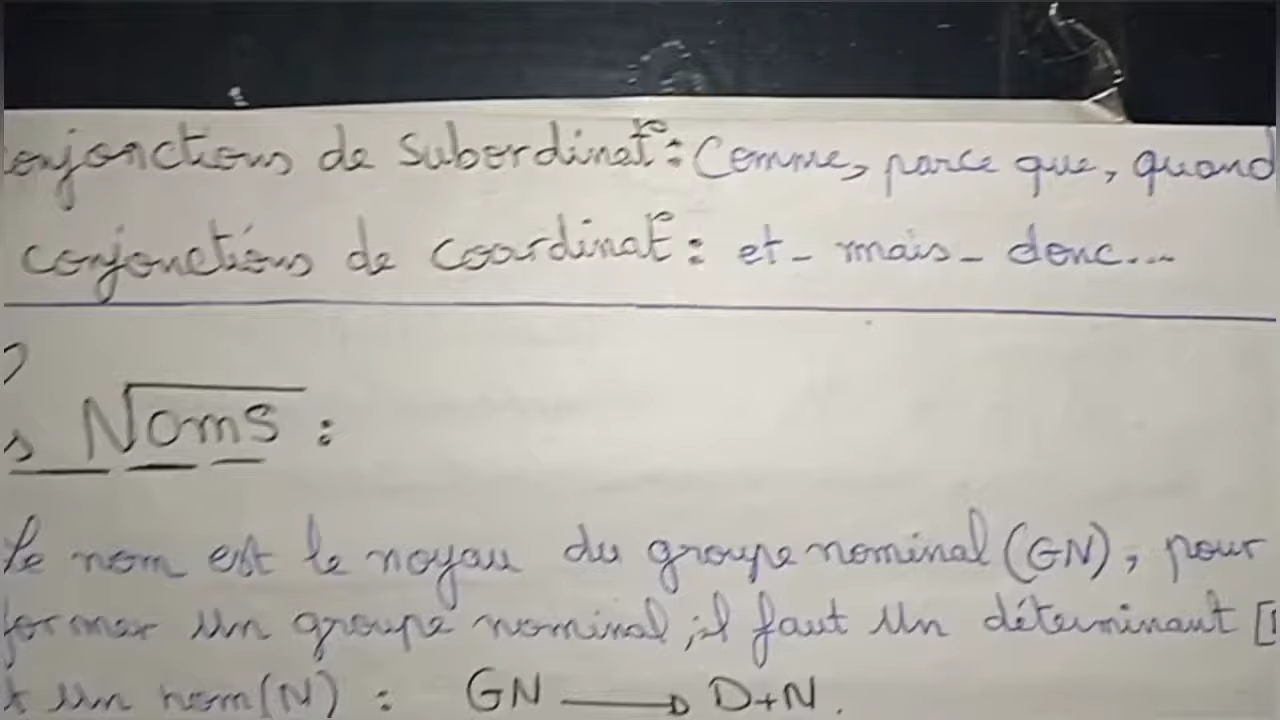 onjonctions de Subordinat°: Comme, parce que, quand
conjonctions de coordinat°: et - mais - donc...
s Noms :
le nom est le noyau du groupe nominal (GN), pour
former un groupe nominal, il faut un déterminant [
t un nom (N) : GN → D+N.